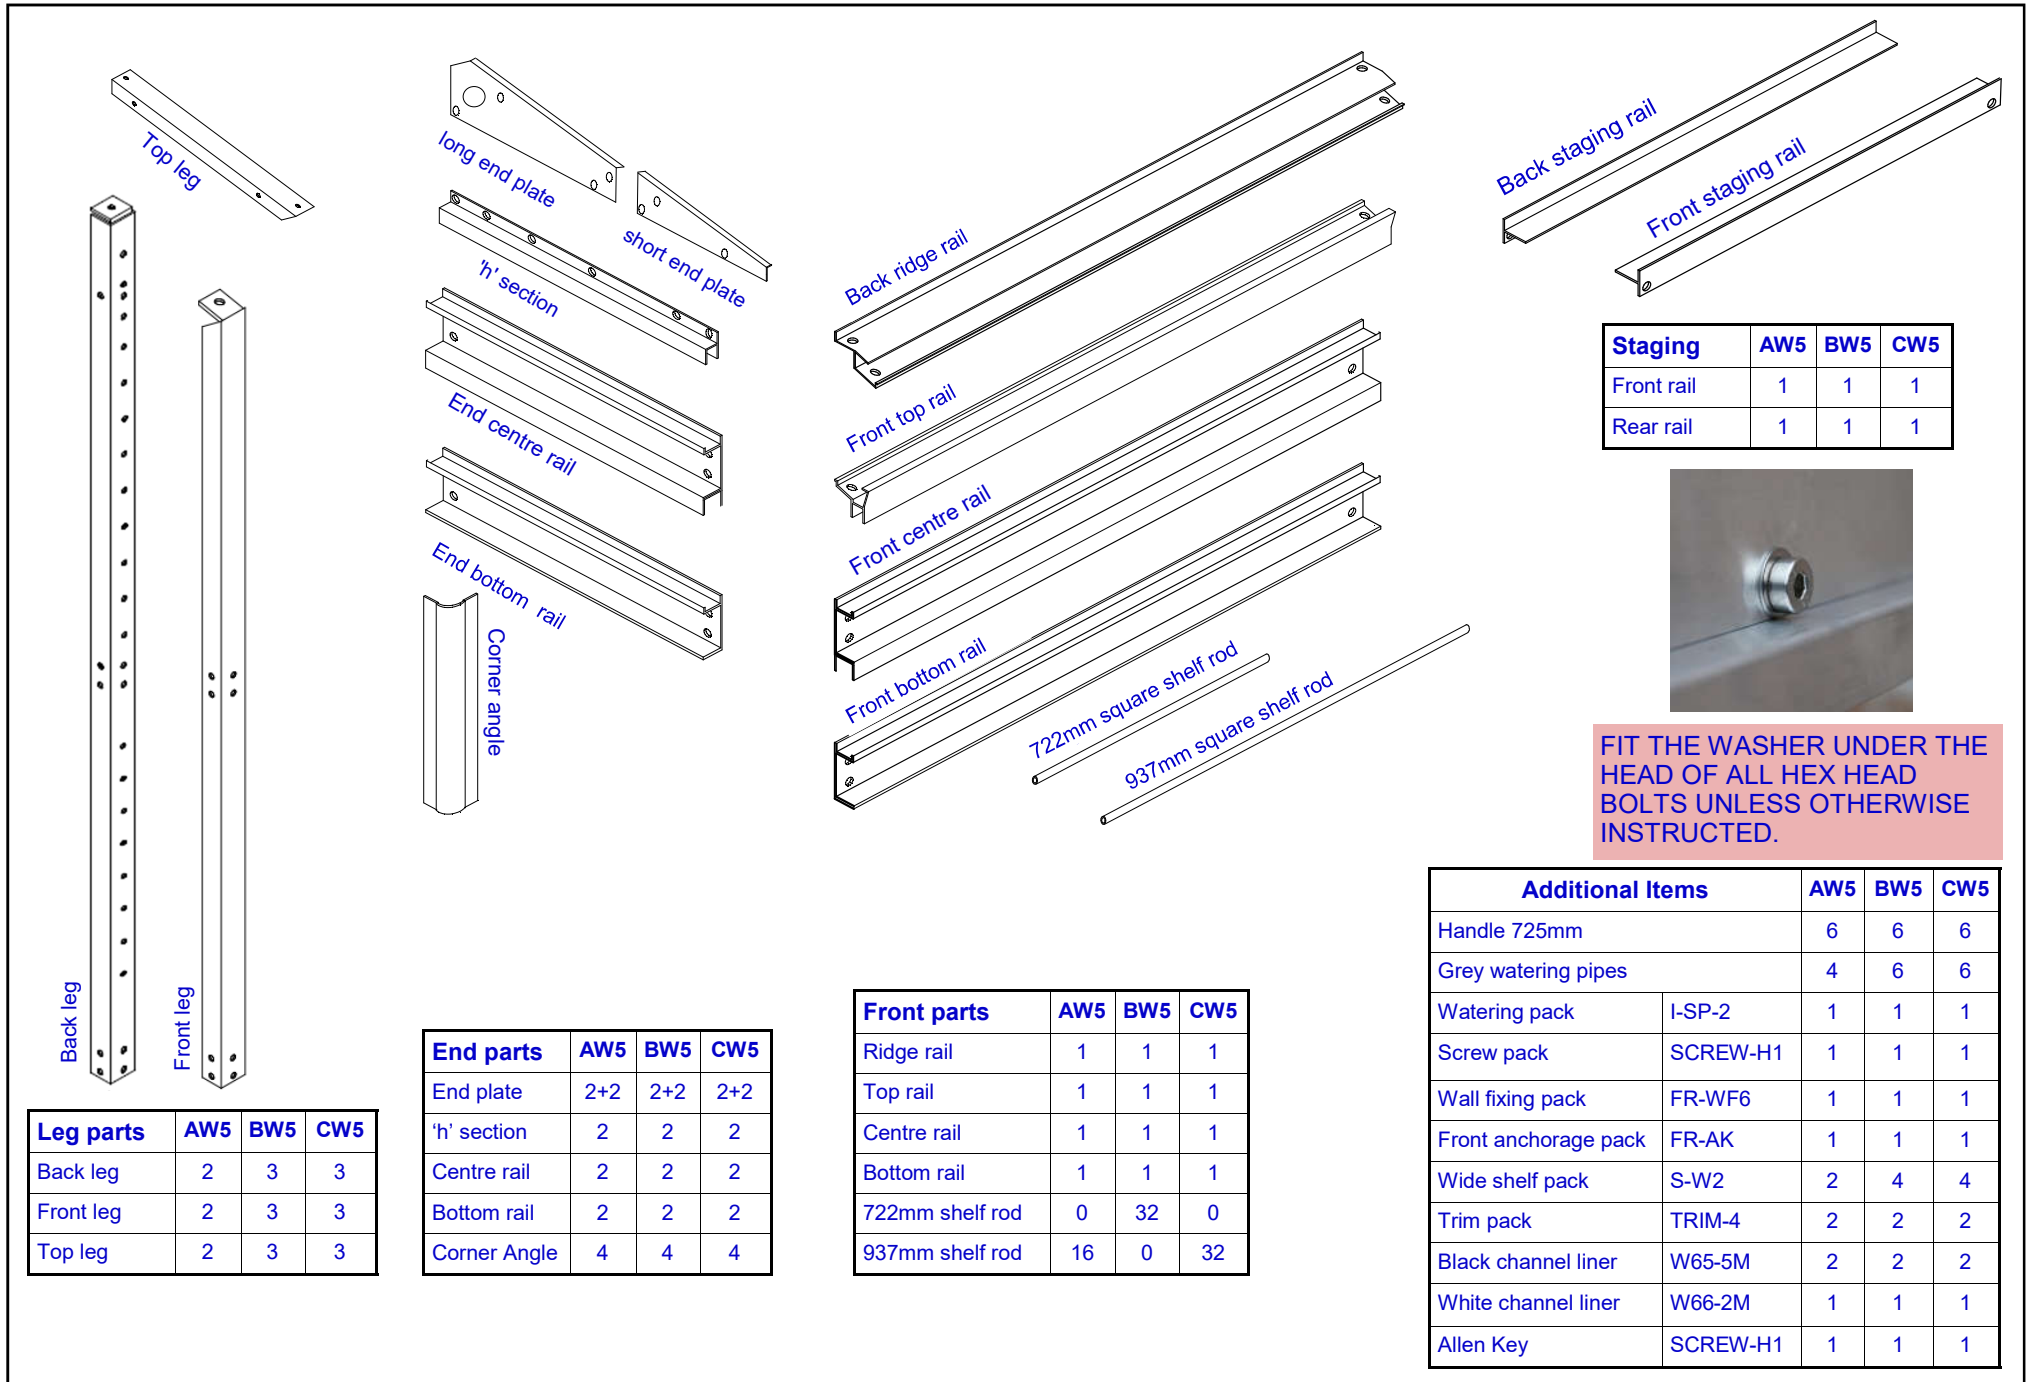 Top leg
long end plate
short end plate
'h' section
End centre rail
End bottom rail
Corner angle
Back leg
Front leg
Back ridge rail
Front top rail
Front centre rail
Front bottom rail
722mm square shelf rod
937mm square shelf rod
Back staging rail
Front staging rail
Staging AW5 BW5 CW5
Front rail 1 1 1
Rear rail 1 1 1
FIT THE WASHER UNDER THE
HEAD OF ALL HEX HEAD
BOLTS UNLESS OTHERWISE
INSTRUCTED.
Leg parts AW5 BW5 CW5
Back leg 2 3 3
Front leg 2 3 3
Top leg 2 3 3
End parts AW5 BW5 CW5
End plate 2+2 2+2 2+2
‘h’ section 2 2 2
Centre rail 2 2 2
Bottom rail 2 2 2
Corner Angle 4 4 4
Front parts AW5 BW5 CW5
Ridge rail 1 1 1
Top rail 1 1 1
Centre rail 1 1 1
Bottom rail 1 1 1
722mm shelf rod 0 32 0
937mm shelf rod 16 0 32
Additional Items AW5 BW5 CW5
Handle 725mm 6 6 6
Grey watering pipes 4 6 6
Watering pack I-SP-2 1 1 1
Screw pack SCREW-H1 1 1 1
Wall fixing pack FR-WF6 1 1 1
Front anchorage pack FR-AK 1 1 1
Wide shelf pack S-W2 2 4 4
Trim pack TRIM-4 2 2 2
Black channel liner W65-5M 2 2 2
White channel liner W66-2M 1 1 1
Allen Key SCREW-H1 1 1 1